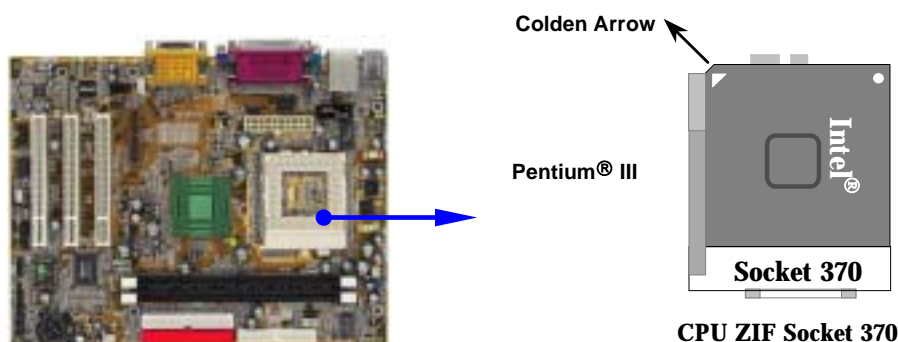 Colden Arrow
Pentium® III
Intel®
Socket 370
CPU ZIF Socket 370